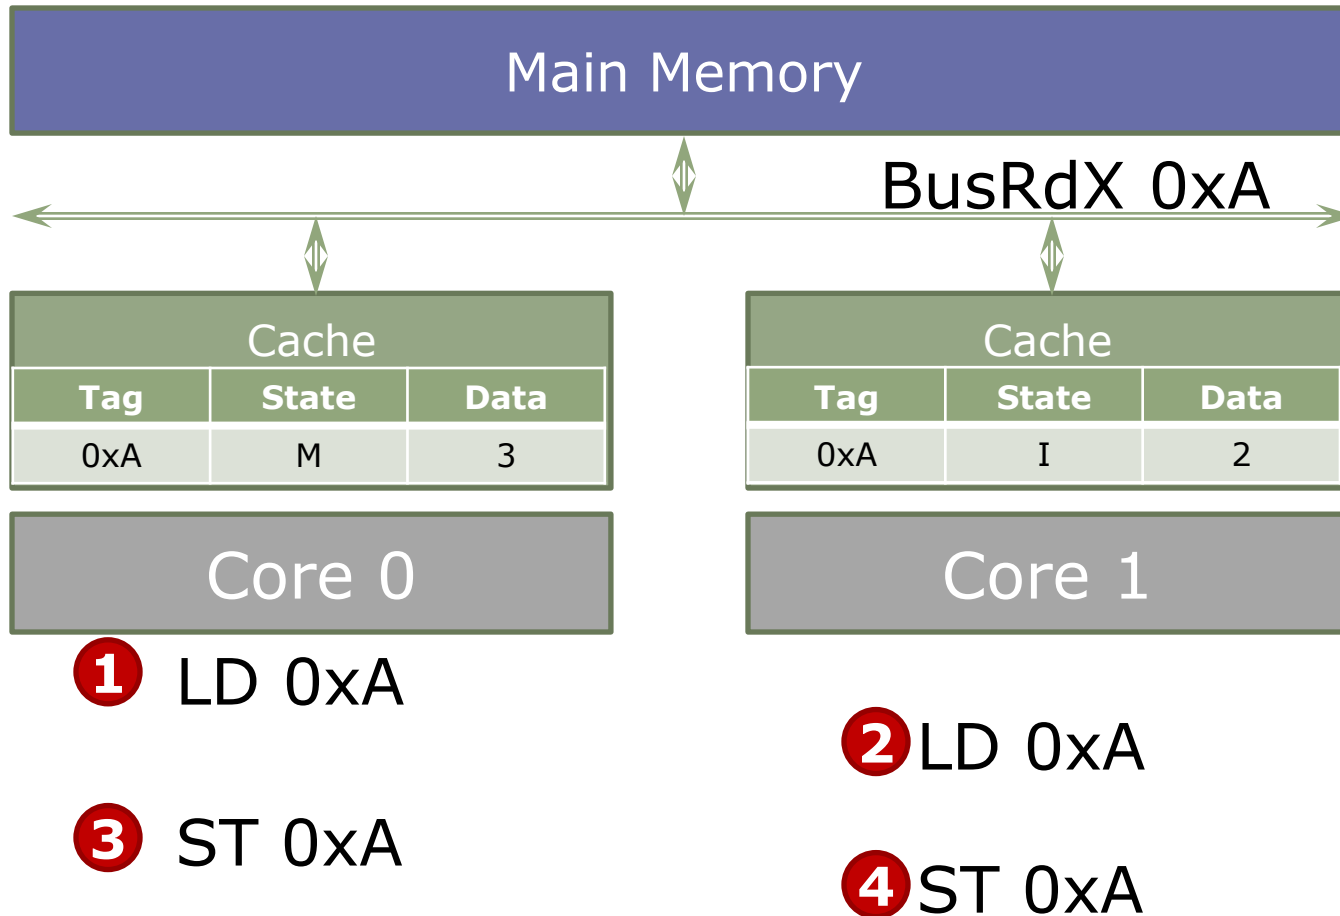 Main Memory
BusRdX 0xA
Cache
Tag State Data
0xA M 3
Cache
Tag State Data
0xA I 2
Core 0
Core 1
1 LD 0xA
2 LD 0xA
3 ST 0xA
4 ST 0xA